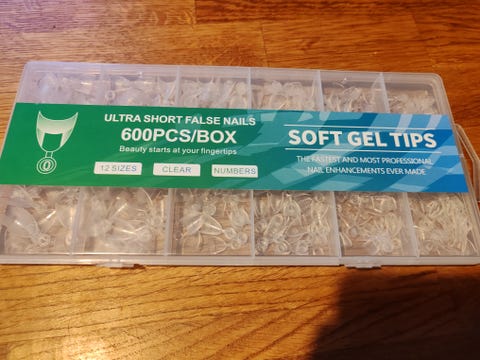 ULTRA SHORT FALSE NAILS
600PCS/BOX
Beauty starts at your fingertips
12 SIZES
CLEAR
NUMBERS
SOFT GEL TIPS
THE FASTEST AND MOST PROFESSIONAL
NAIL ENHANCEMENTS EVER MADE
0